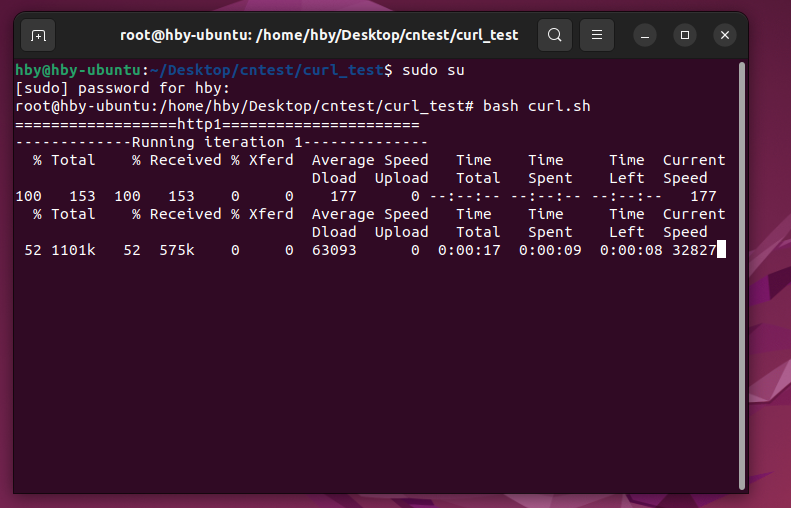 root@hby-ubuntu: /home/hby/Desktop/cntest/curl_test
hby@hby-ubuntu:~/Desktop/cntest/curl_test$ sudo su
[sudo] password for hby:
root@hby-ubuntu:/home/hby/Desktop/cntest/curl_test# bash curl.sh
==================http1======================
-------------Running iteration 1--------------
  % Total    % Received % Xferd  Average Speed   Time    Time     Time  Current
                                 Dload  Upload   Total   Spent    Left  Speed
100   153  100   153    0     0    177      0 --:--:-- --:--:-- --:--:--   177
  % Total    % Received % Xferd  Average Speed   Time    Time     Time  Current
                                 Dload  Upload   Total   Spent    Left  Speed
 52 1101k   52  575k    0     0  63093      0  0:00:17  0:00:09  0:00:08 32827